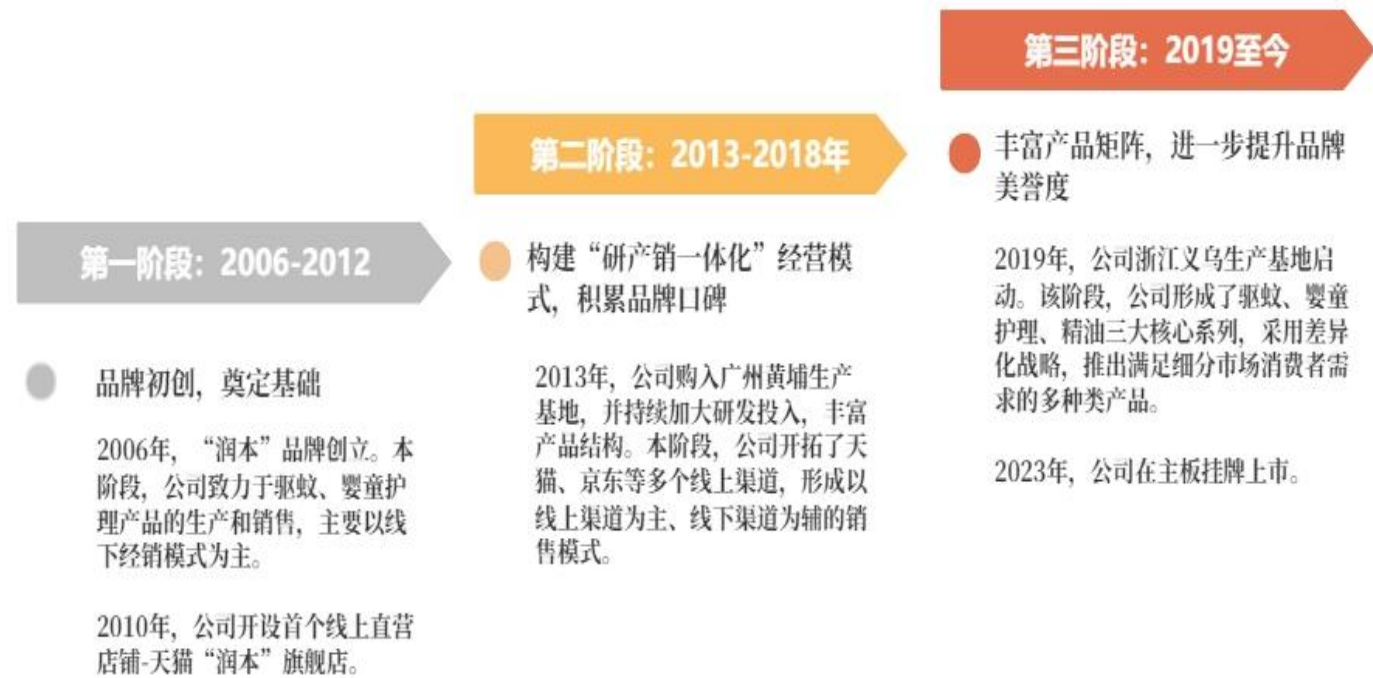 第一阶段：2006-2012
品牌初创，奠定基础
2006年，“润本”品牌创立。本
阶段，公司致力于驱蚊、婴童护
理产品的生产和销售，主要以线
下经销模式为主。
2010年，公司开设首个线上直营
店铺-天猫“润本”旗舰店。
第二阶段：2013-2018年
构建“研产销一体化”经营模
式，积累品牌口碑
2013年，公司购入广州黄埔生产
基地，并持续加大研发投入，丰富
产品结构。本阶段，公司开拓了天
猫、京东等多个线上渠道，形成以
线上渠道为主、线下渠道为辅的销
售模式。
第三阶段：2019至今
丰富产品矩阵，进一步提升品牌
美誉度
2019年，公司浙江义乌生产基地启
动。该阶段，公司形成了驱蚊、婴童
护理、精油三大核心系列，采用差异
化战略，推出满足细分市场消费者需
求的多种类产品。
2023年，公司在主板挂牌上市。